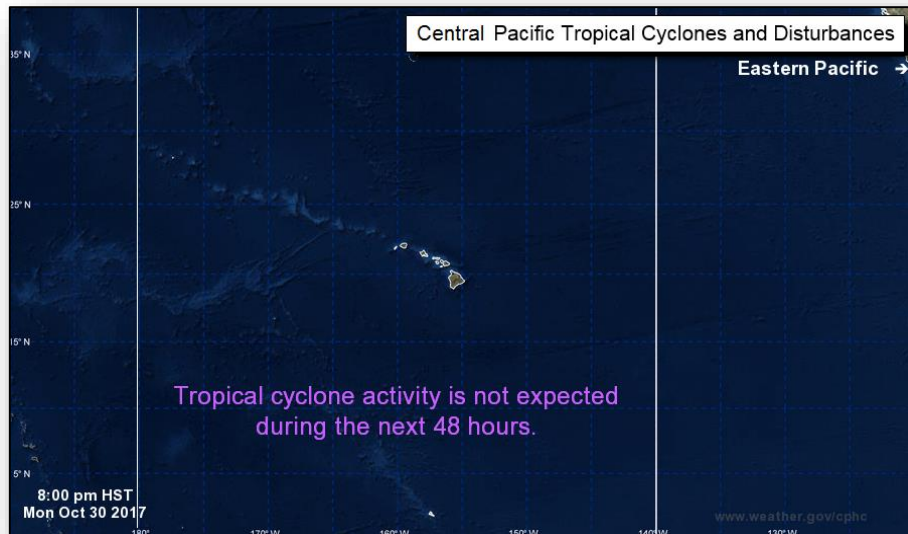 Central Pacific Tropical Cyclones and Disturbances
35° N
Eastern Pacific →
25° N
15° N
Tropical cyclone activity is not expected
during the next 48 hours.
5° N
8:00 pm HST
Mon Oct 30 2017
www.weather.gov/cphc
180° 170° W 160° W 150° W 140° W 130° W